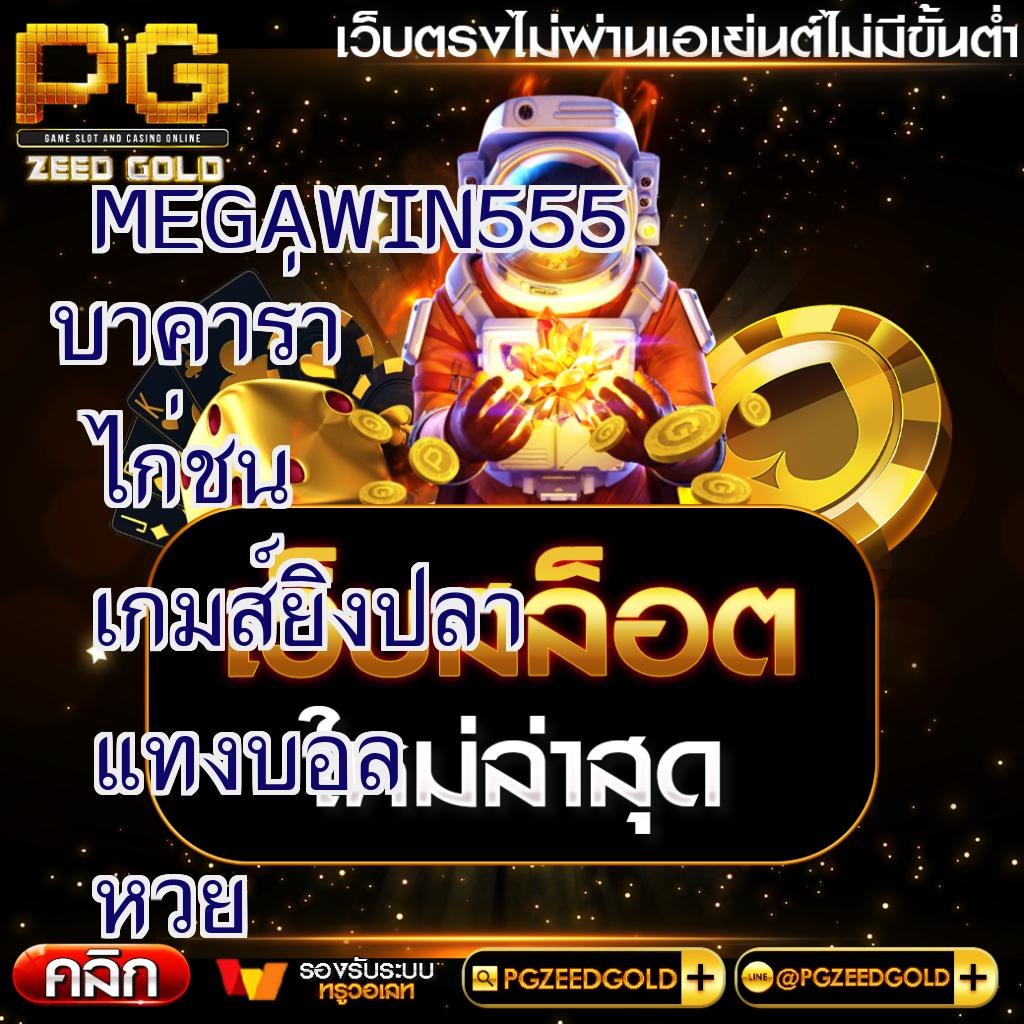 เว็บตรงไม่ผ่านเอเย่นต์ไม่มีขั้นต่ำ
PG
GAME SLOT AND CASINO ONLINE
ZEED GOLD
MEGAWIN555
บาคาร่า
ไก่ชน
เกมส์ยิงปลา
เว็บสล็อต
แทงบอล
ใหม่ล่าสุด
หวย
คลิก
รองรับระบบ
ทรูวอเลท
PGZEEDGOLD
LINE @PGZEEDGOLD